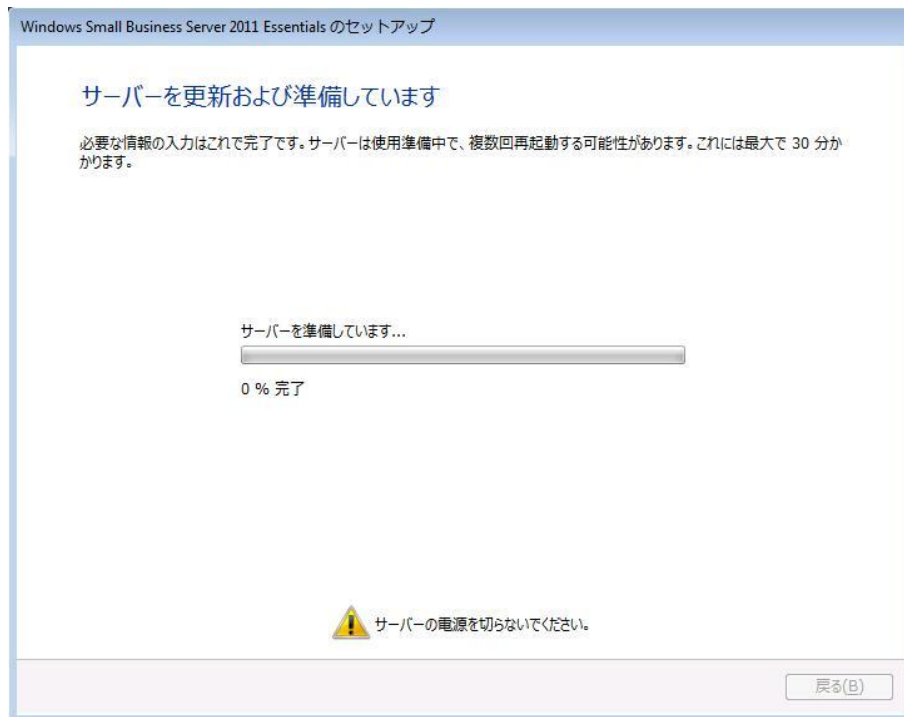 Windows Small Business Server 2011 Essentials のセットアップ
サーバーを更新および準備しています
必要な情報の入力はこれで完了です。サーバーは使用準備中で、複数回再起動する可能性があります。これには最大で 30 分か
かります。
サーバーを準備しています...
0 % 完了
サーバーの電源を切らないでください。
戻る(B)